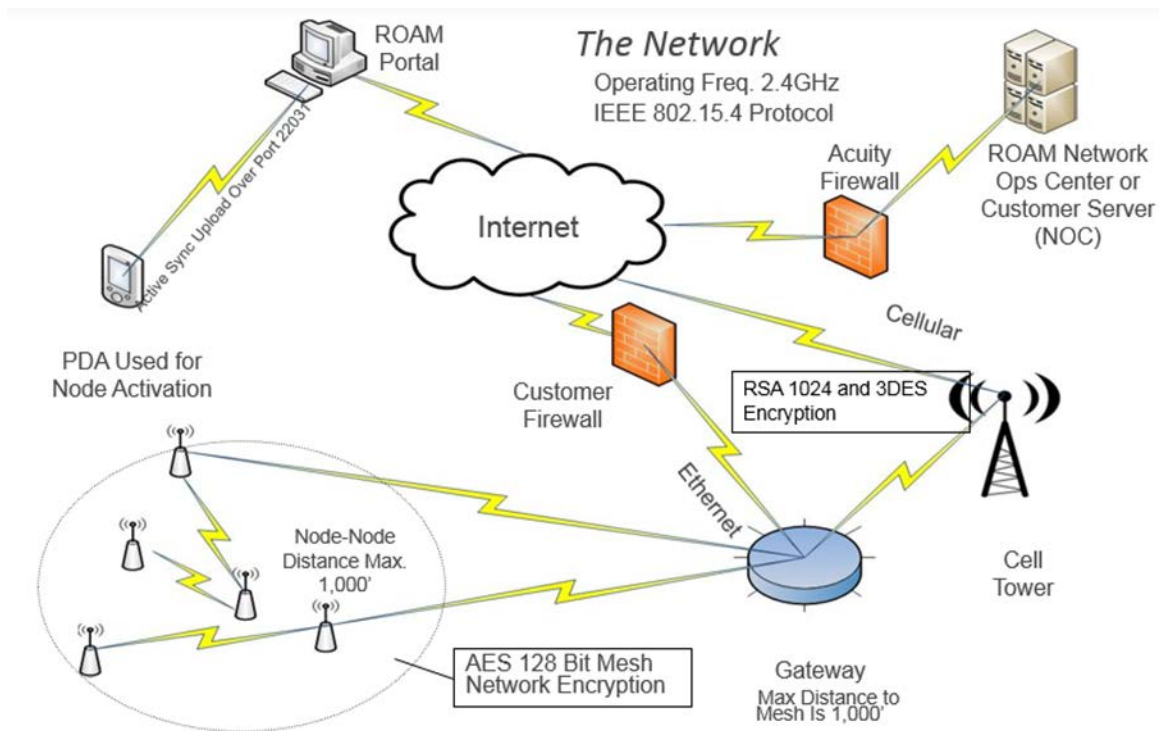 The Network
Operating Freq. 2.4GHz
IEEE 802.15.4 Protocol
ROAM
Portal
Active Sync Upload Over Port 22031
PDA Used for
Node Activation
Internet
Acuity
Firewall
ROAM Network
Ops Center or
Customer Server
(NOC)
Customer
Firewall
Cellular
RSA 1024 and 3DES
Encryption
Ethernet
Cell
Tower
Node-Node
Distance Max.
1,000’
AES 128 Bit Mesh
Network Encryption
Gateway
Max Distance to
Mesh Is 1,000’